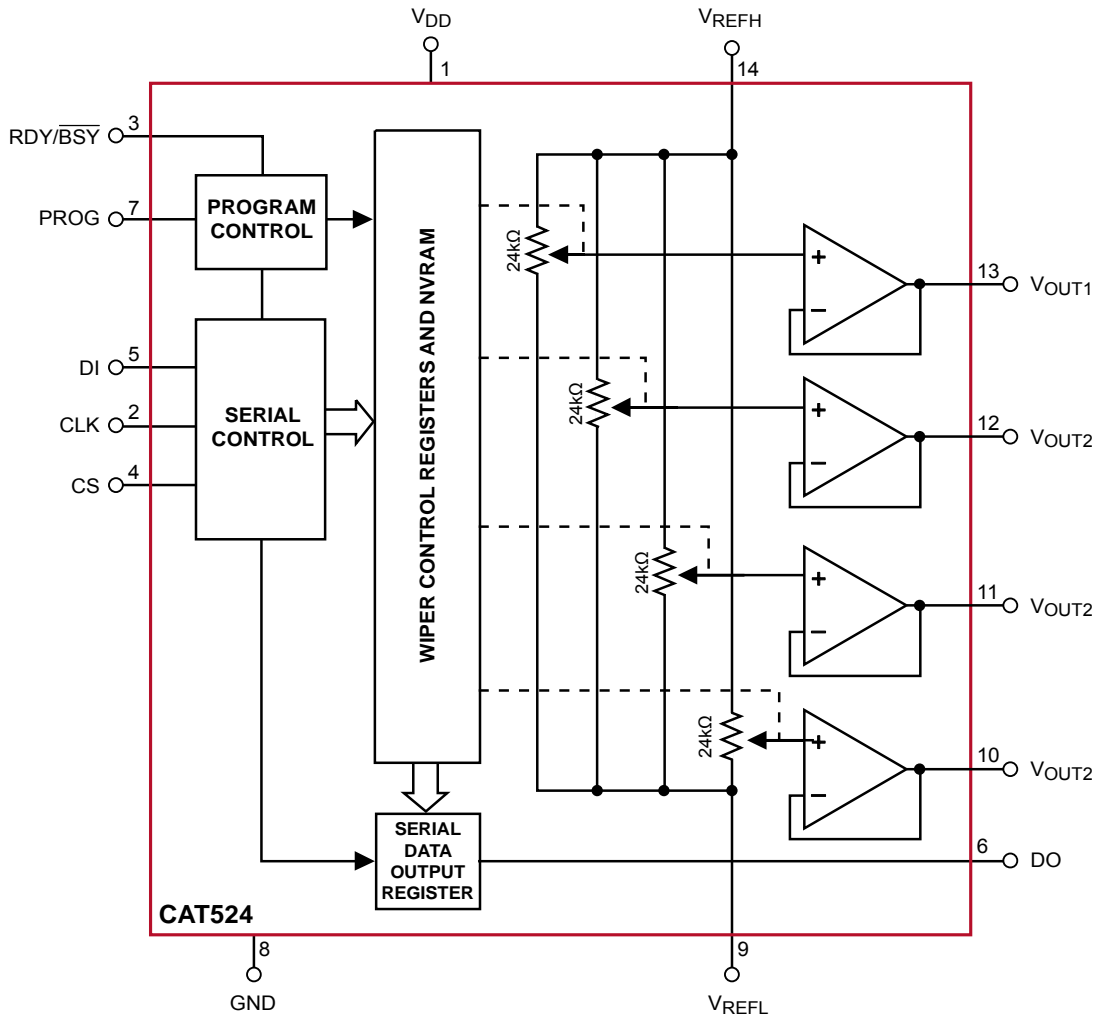 VDD
VREFH
1
14
3
RDY/BSY
7
PROG
PROGRAM
CONTROL
WIPER CONTROL REGISTERS AND NVRAM
24kΩ
+
−
13
VOUT1
5
DI
2
CLK
4
CS
SERIAL
CONTROL
24kΩ
+
−
12
VOUT2
24kΩ
+
−
11
VOUT2
24kΩ
+
−
10
VOUT2
SERIAL
DATA
OUTPUT
REGISTER
6
DO
CAT524
8
9
GND
VREFL